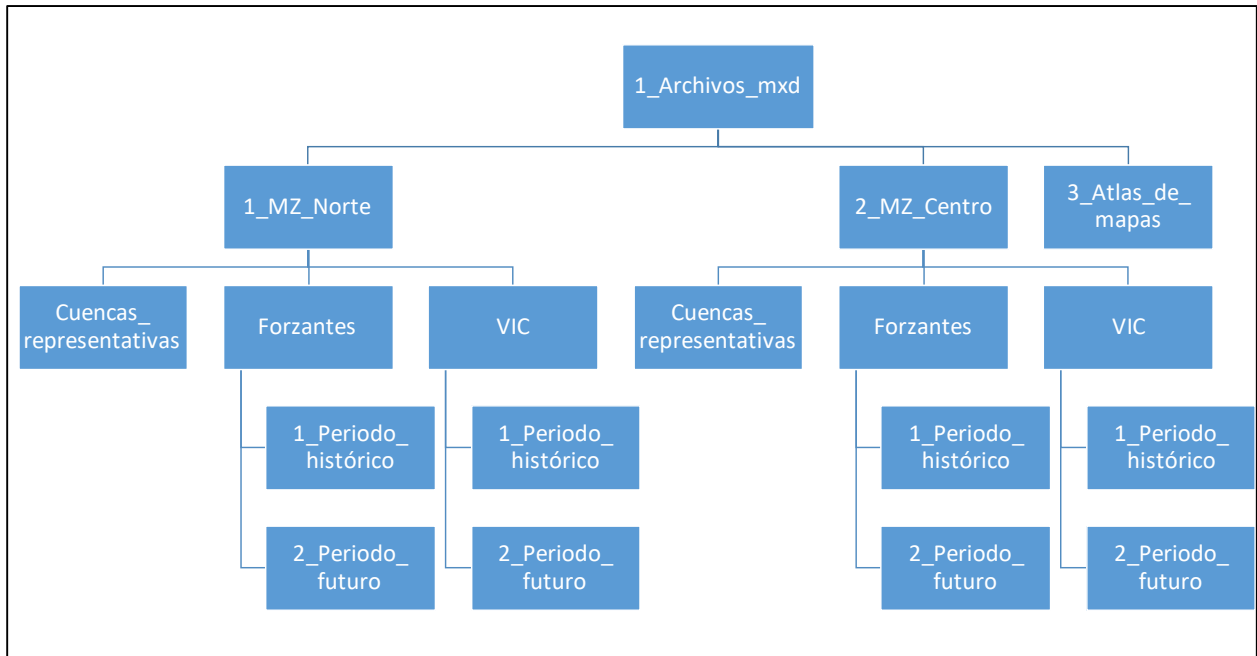 1_Archivos_mxd
1_MZ_Norte
2_MZ_Centro
3_Atlas_de_
mapas
Cuencas_
representativas
Forzantes
VIC
Cuencas_
representativas
Forzantes
VIC
1_Periodo_
histórico
1_Periodo_
histórico
1_Periodo_
histórico
1_Periodo_
histórico
2_Periodo_
futuro
2_Periodo_
futuro
2_Periodo_
futuro
2_Periodo_
futuro